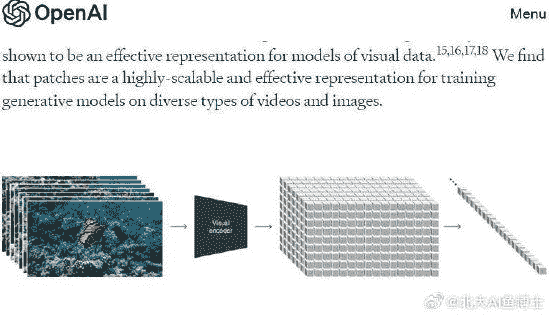 OpenAI
Menu
shown to be an effective representation for models of visual data.15,16,17,18 We find
that patches are a highly-scalable and effective representation for training
generative models on diverse types of videos and images.
Visual
encoder